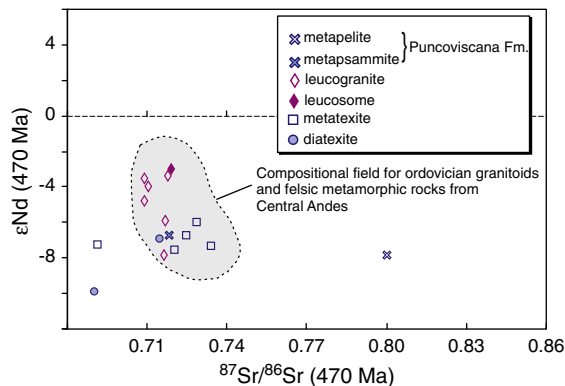 4
0
-4
-8
εNd (470 Ma)
metapelite
metapsammite
Puncoviscana Fm.
leucogranite
leucosome
metatexite
diatexite
Compositional field for ordovician granitoids
and felsic metamorphic rocks from
Central Andes
0.71
0.74
0.77
0.80
0.83
0.86
⁸⁷Sr/⁸⁶Sr (470 Ma)